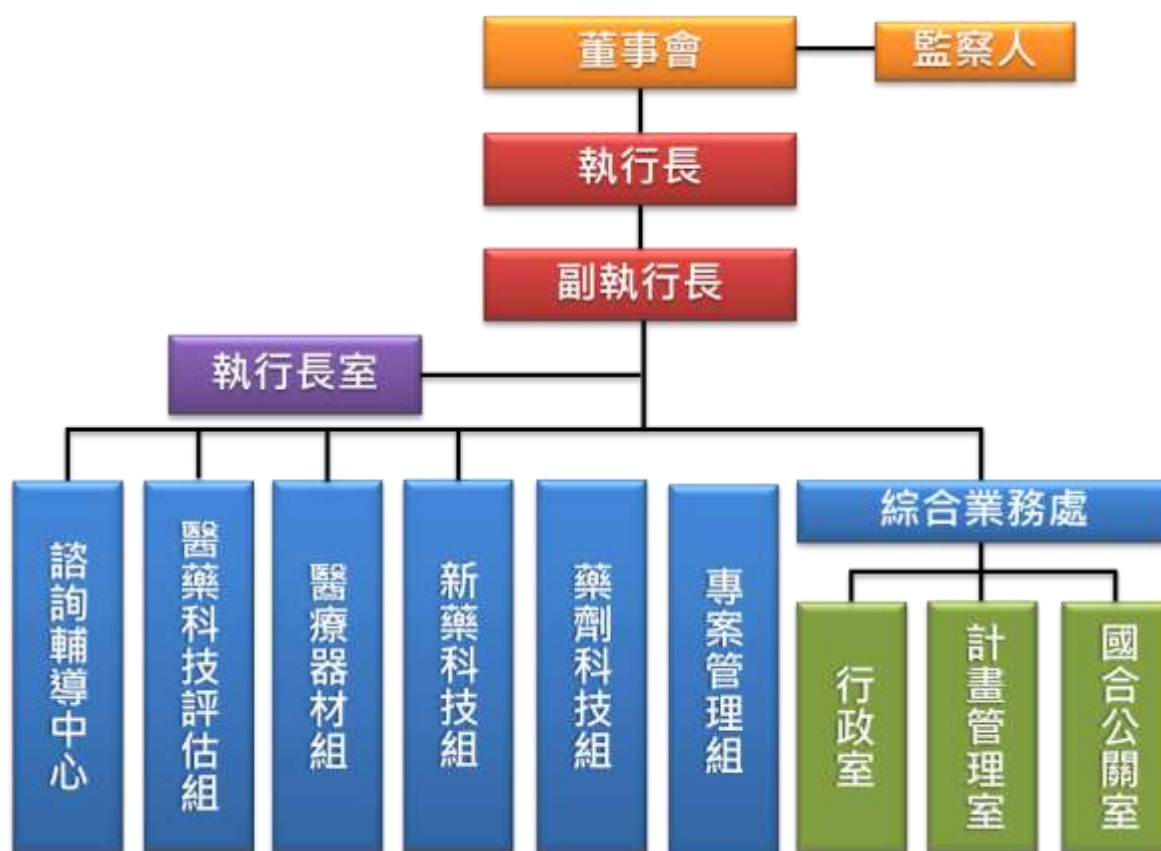 董事會
監察人
執行長
副執行長
執行長室
諮詢輔導中心
醫藥科技評估組
醫療器材組
新藥科技組
藥劑科技組
專案管理組
綜合業務處
行政室
計畫管理室
國合公關室